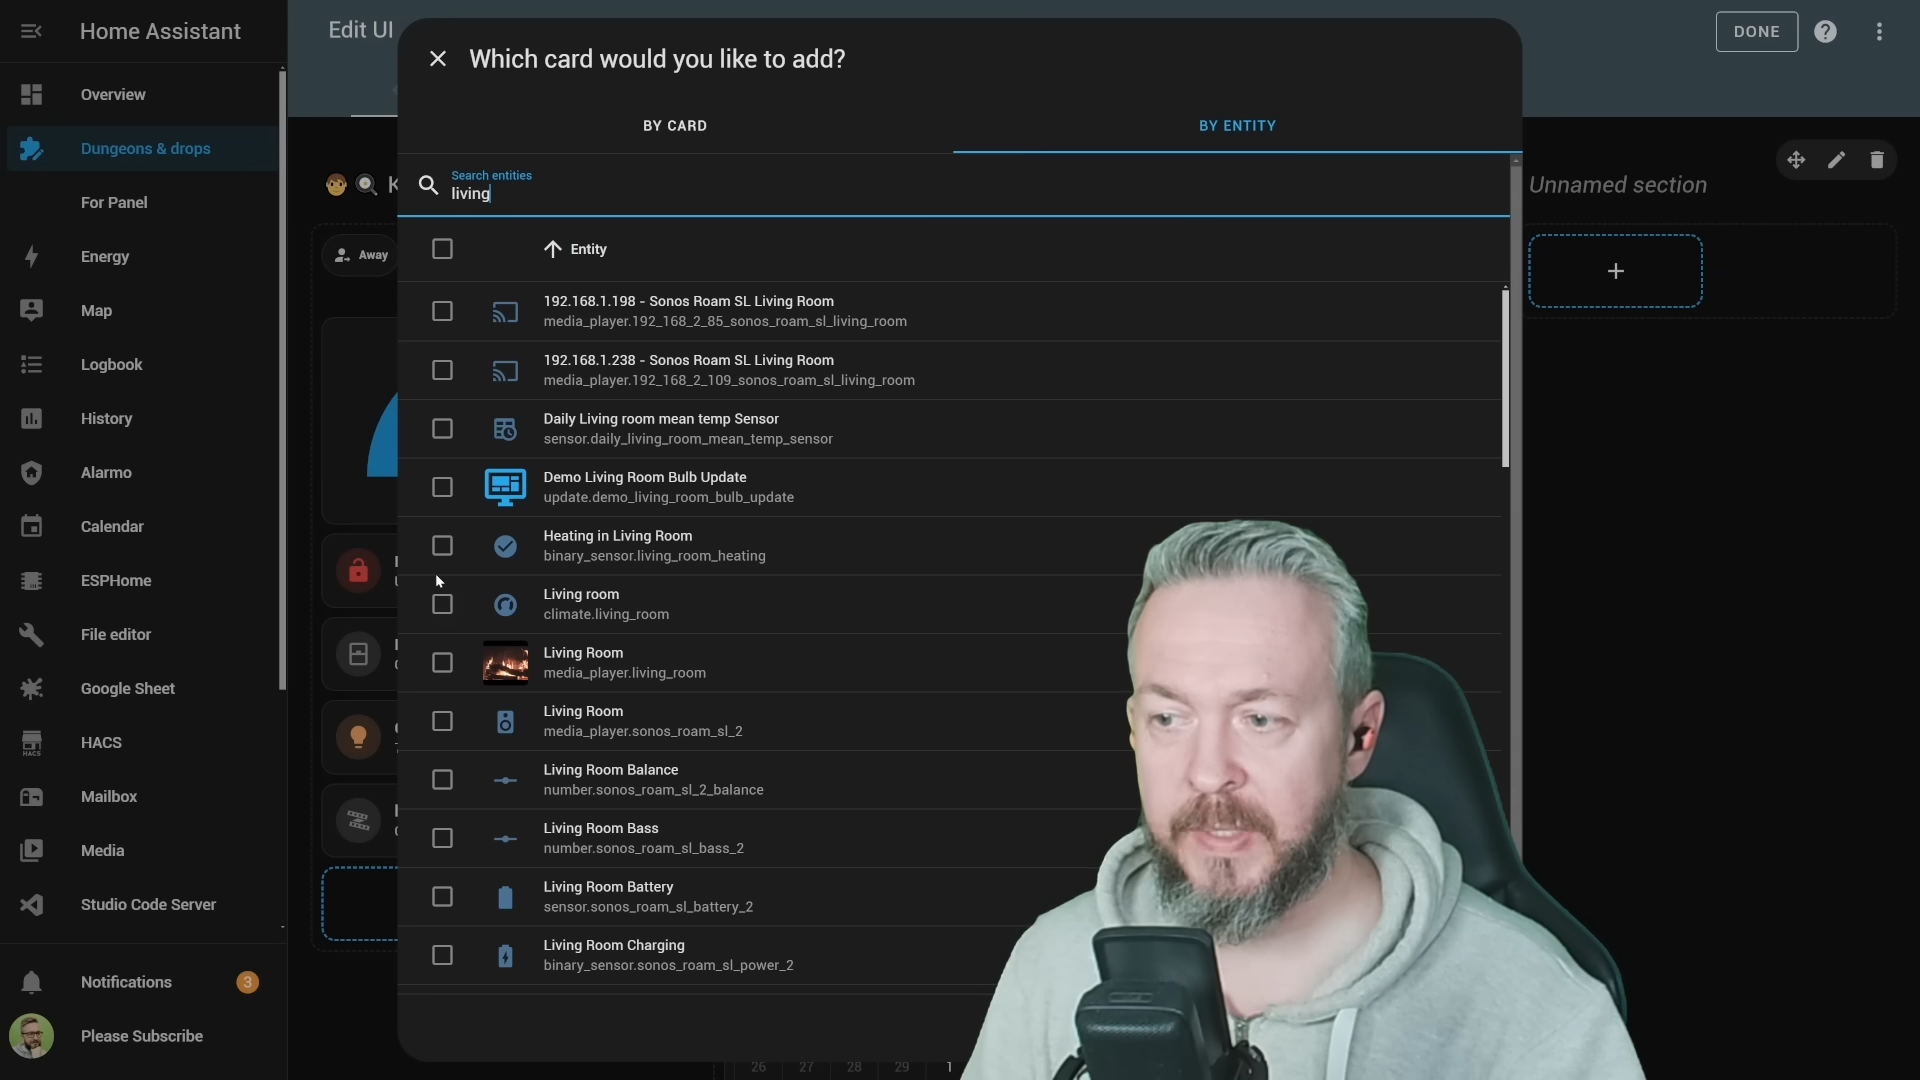 Home Assistant
Overview
Dungeons & drops
For Panel
Energy
Map
Logbook
History
Alarmo
Calendar
ESPHome
File editor
Google Sheet
HACS
HACS
Mailbox
Media
Studio Code Server
Notifications
3
Please Subscribe
Edit UI
DONE
K
Away
Unnamed section
Which card would you like to add?
BY CARD
BY ENTITY
Search entities
living
Entity
192.168.1.198 - Sonos Roam SL Living Room
media_player.192_168_2_85_sonos_roam_sl_living_room
192.168.1.238 - Sonos Roam SL Living Room
media_player.192_168_2_109_sonos_roam_sl_living_room
Daily Living room mean temp Sensor
sensor.daily_living_room_mean_temp_sensor
Demo Living Room Bulb Update
update.demo_living_room_bulb_update
Heating in Living Room
binary_sensor.living_room_heating
Living room
climate.living_room
Living Room
media_player.living_room
Living Room
media_player.sonos_roam_sl_2
Living Room Balance
number.sonos_roam_sl_2_balance
Living Room Bass
number.sonos_roam_sl_bass_2
Living Room Battery
sensor.sonos_roam_sl_battery_2
Living Room Charging
binary_sensor.sonos_roam_sl_power_2
26 27 28 29 1